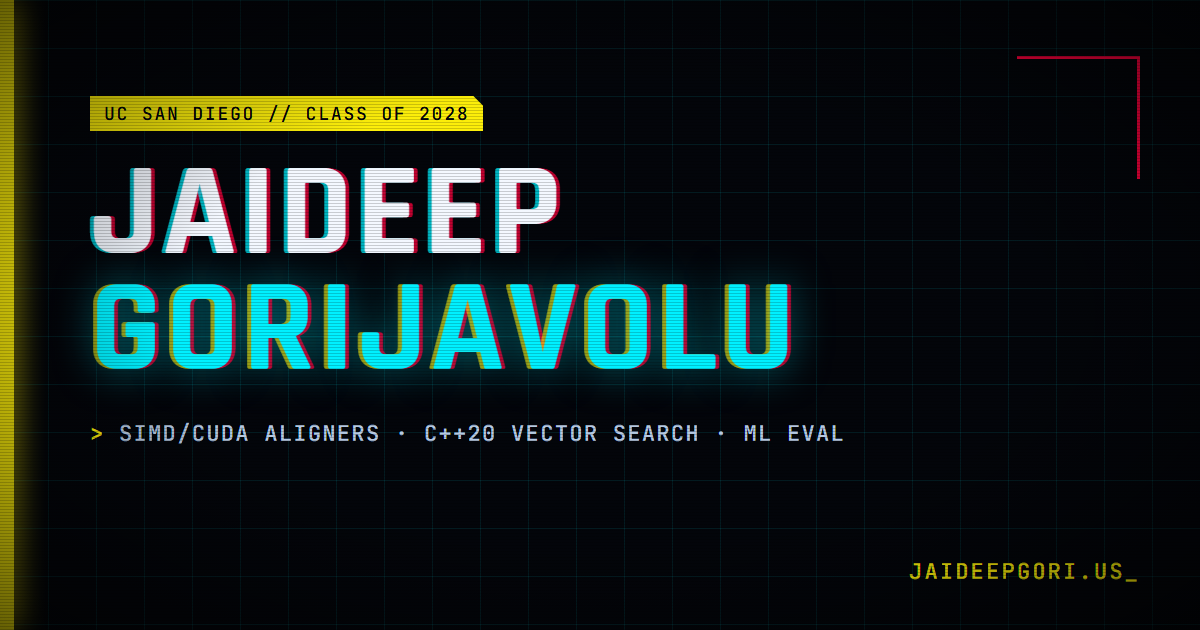 UC SAN DIEGO // CLASS OF 2028
JAIDEEP
GORIJAVOLU
> SIMD/CUDA ALIGNERS · C++20 VECTOR SEARCH · ML EVAL
JAIDEEPGORI.US_